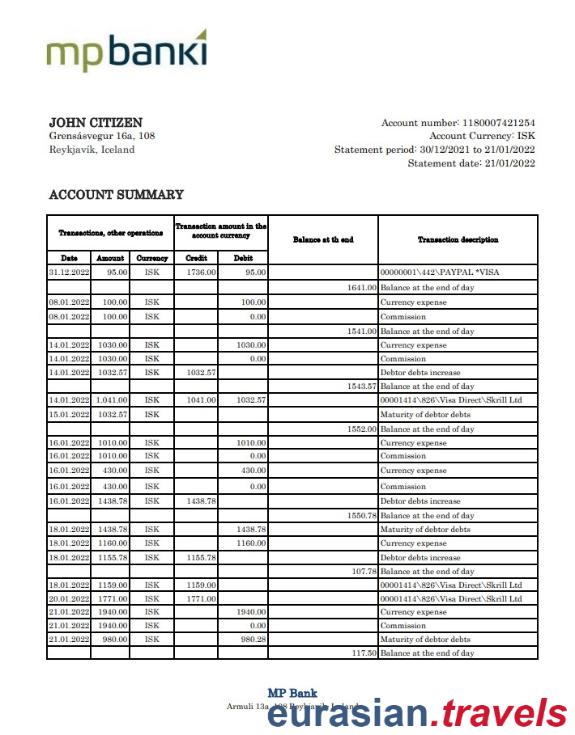 mp banki
JOHN CITIZEN
Grensásvegur 16a, 108
Reykjavik, Iceland
Account number: 1180007421254
Account Currency: ISK
Statement period: 30/12/2021 to 21/01/2022
Statement date: 21/01/2022
ACCOUNT SUMMARY
Transactions, other operations Transaction amount in the account currency Balance at th end Transaction description
Date Amount Currency Credit Debit
31.12.2022 95.00 ISK 1736.00 95.00 00000001\442\PAYPAL *VISA
1641.00 Balance at the end of day
08.01.2022 100.00 ISK 100.00 Currency expense
08.01.2022 100.00 ISK 0.00 Commission
1541.00 Balance at the end of day
14.01.2022 1030.00 ISK 1030.00 Currency expense
14.01.2022 1030.00 ISK 0.00 Commission
14.01.2022 1032.57 ISK 1032.57 Debtor debts increase
1543.57 Balance at the end of day
14.01.2022 1.041.00 ISK 1041.00 1032.57 00001414\826\Visa Direct\Skrill Ltd
15.01.2022 1032.57 ISK Maturity of debtor debts
1552.00 Balance at the end of day
16.01.2022 1010.00 ISK 1010.00 Currency expense
16.01.2022 1010.00 ISK 0.00 Commission
16.01.2022 430.00 ISK 430.00 Currency expense
16.01.2022 430.00 ISK 0.00 Commission
16.01.2022 1438.78 ISK 1438.78 Debtor debts increase
1550.78 Balance at the end of day
18.01.2022 1438.78 ISK 1438.78 Maturity of debtor debts
18.01.2022 1160.00 ISK 1160.00 Currency expense
18.01.2022 1155.78 ISK 1155.78 Debtor debts increase
107.78 Balance at the end of day
18.01.2022 1159.00 ISK 1159.00 00001414\826\Visa Direct\Skrill Ltd
20.01.2022 1771.00 ISK 1771.00 00001414\826\Visa Direct\Skrill Ltd
21.01.2022 1940.00 ISK 1940.00 Currency expense
21.01.2022 1940.00 ISK 0.00 Commission
21.01.2022 980.00 ISK 980.28 Maturity of debtor debts
117.50 Balance at the end of day
MP Bank
Armuli 13a, 108 Reykjavik, Iceland
eurasian.travels